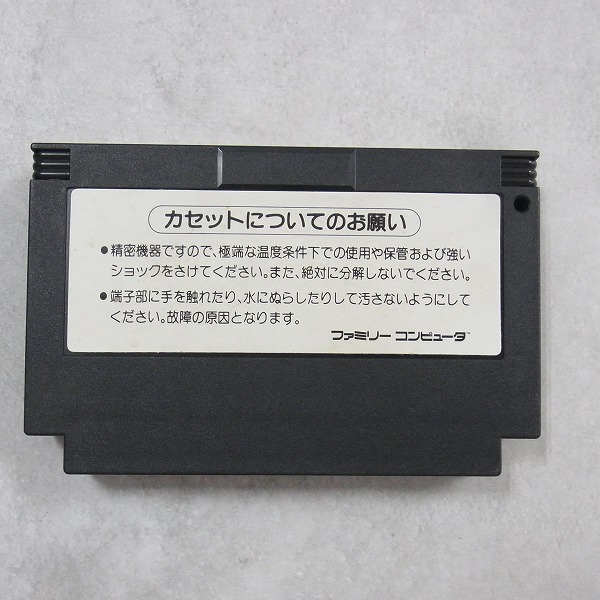 カセットについてのお願い
●精密機器ですので、極端な温度条件下での使用や保管および強い
ショックをさけてください。また、絶対に分解しないでください。
●端子部に手を触れたり、水にぬらしたりして汚さないようにして
ください。故障の原因となります。
ファミリーコンピュータ™